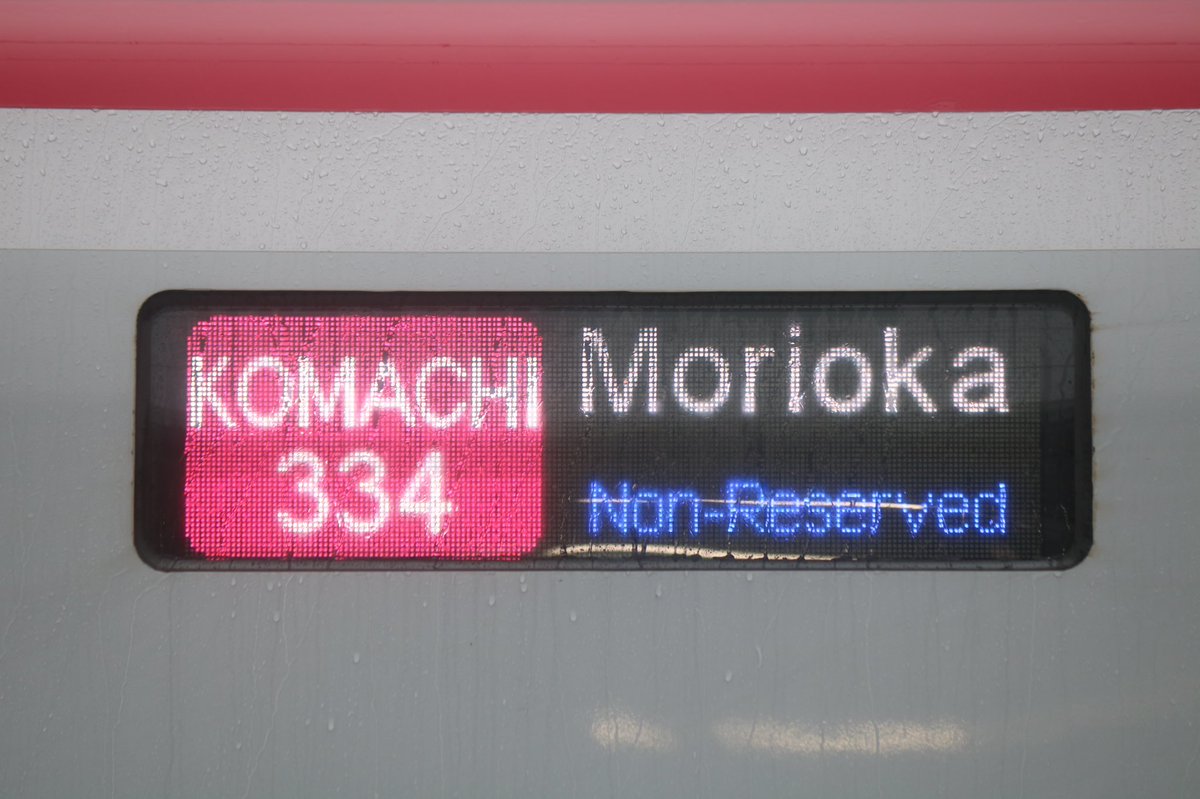 KOMACHI
334
Morioka
Non-Reserved